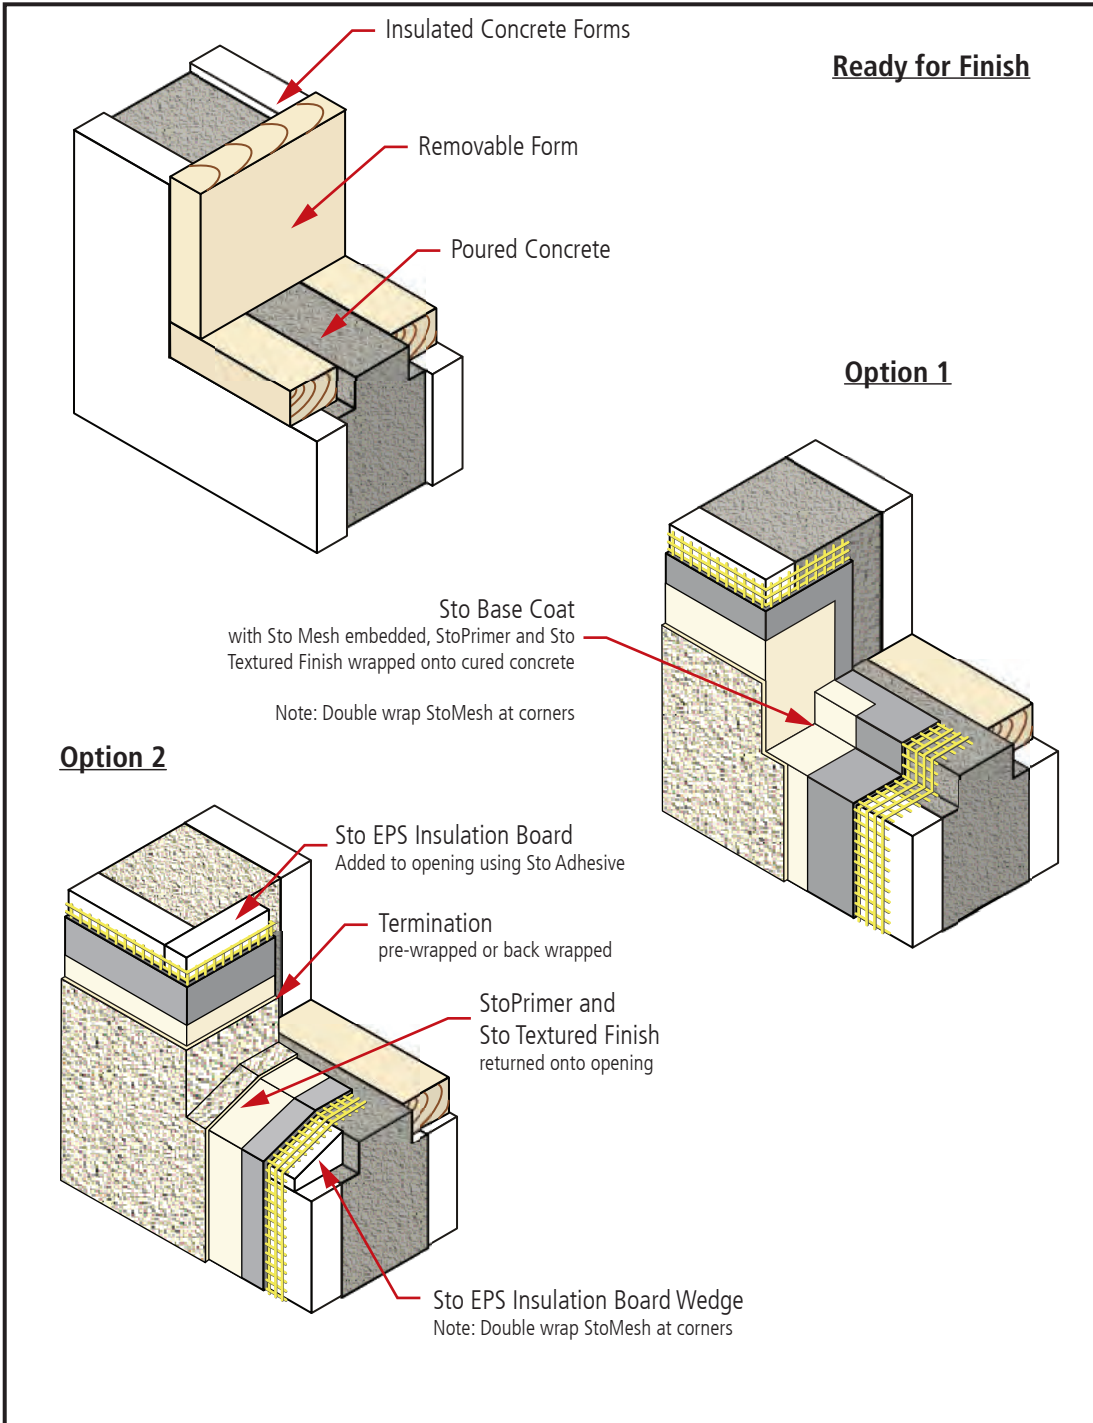 Insulated Concrete Forms
Ready for Finish
Removable Form
Poured Concrete
Option 1
Sto Base Coat
with Sto Mesh embedded, StoPrimer and Sto
Textured Finish wrapped onto cured concrete
Note: Double wrap StoMesh at corners
Option 2
Sto EPS Insulation Board
Added to opening using Sto Adhesive
Termination
pre-wrapped or back wrapped
StoPrimer and
Sto Textured Finish
returned onto opening
Sto EPS Insulation Board Wedge
Note: Double wrap StoMesh at corners